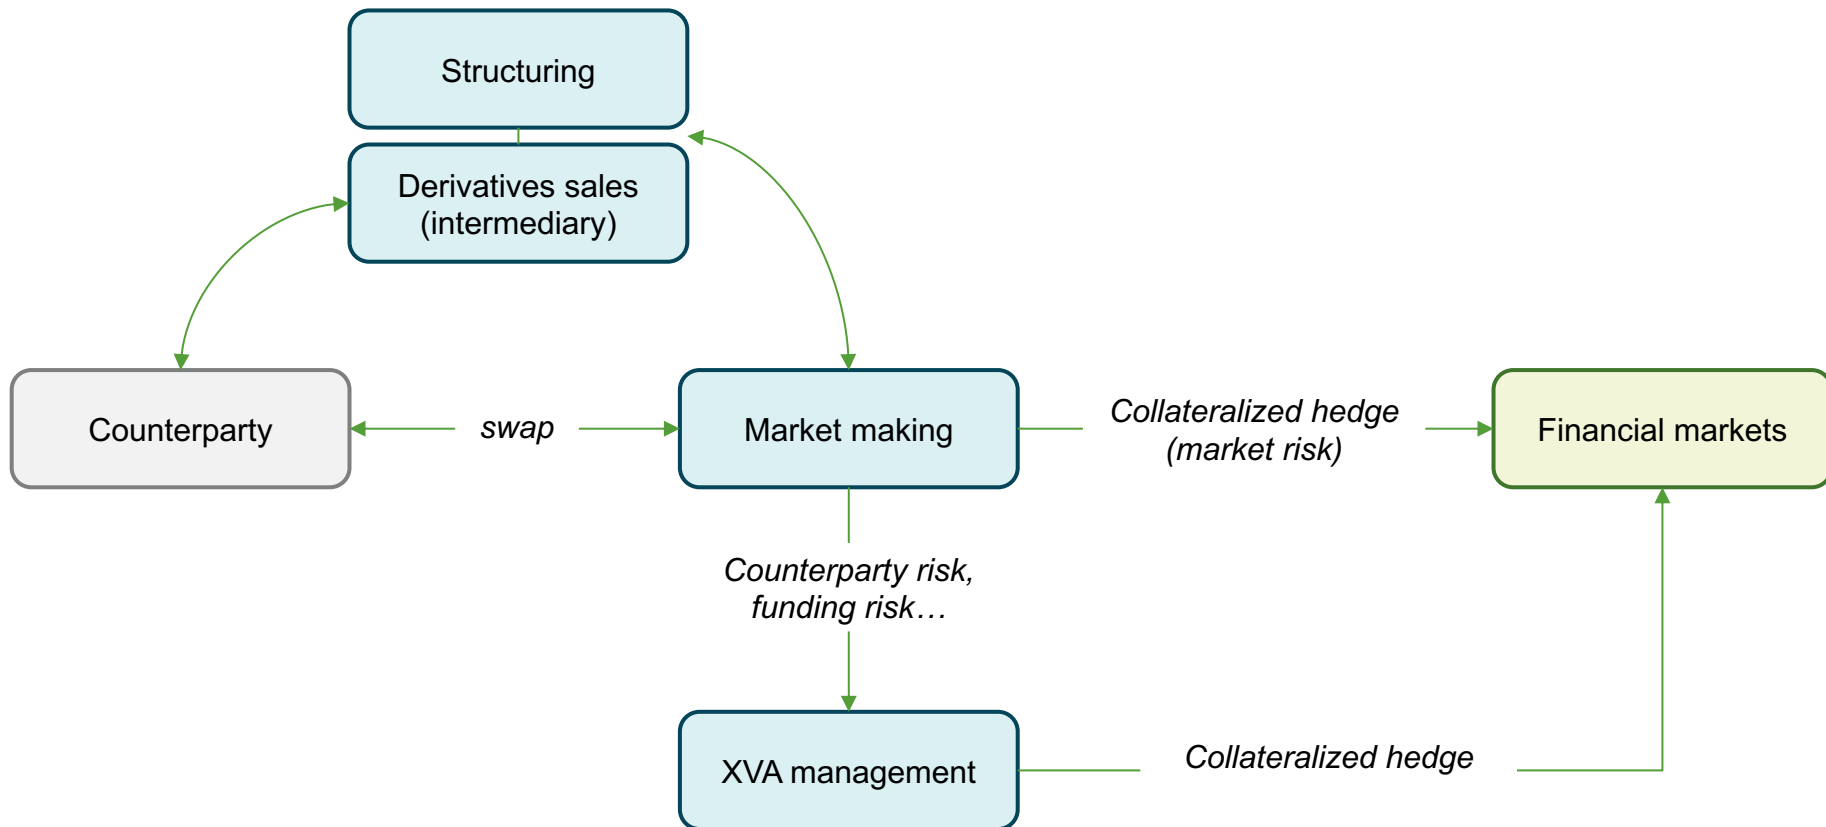 Structuring
Derivatives sales
(intermediary)
Counterparty
swap
Market making
Collateralized hedge
(market risk)
Financial markets
Counterparty risk,
funding risk…
XVA management
Collateralized hedge